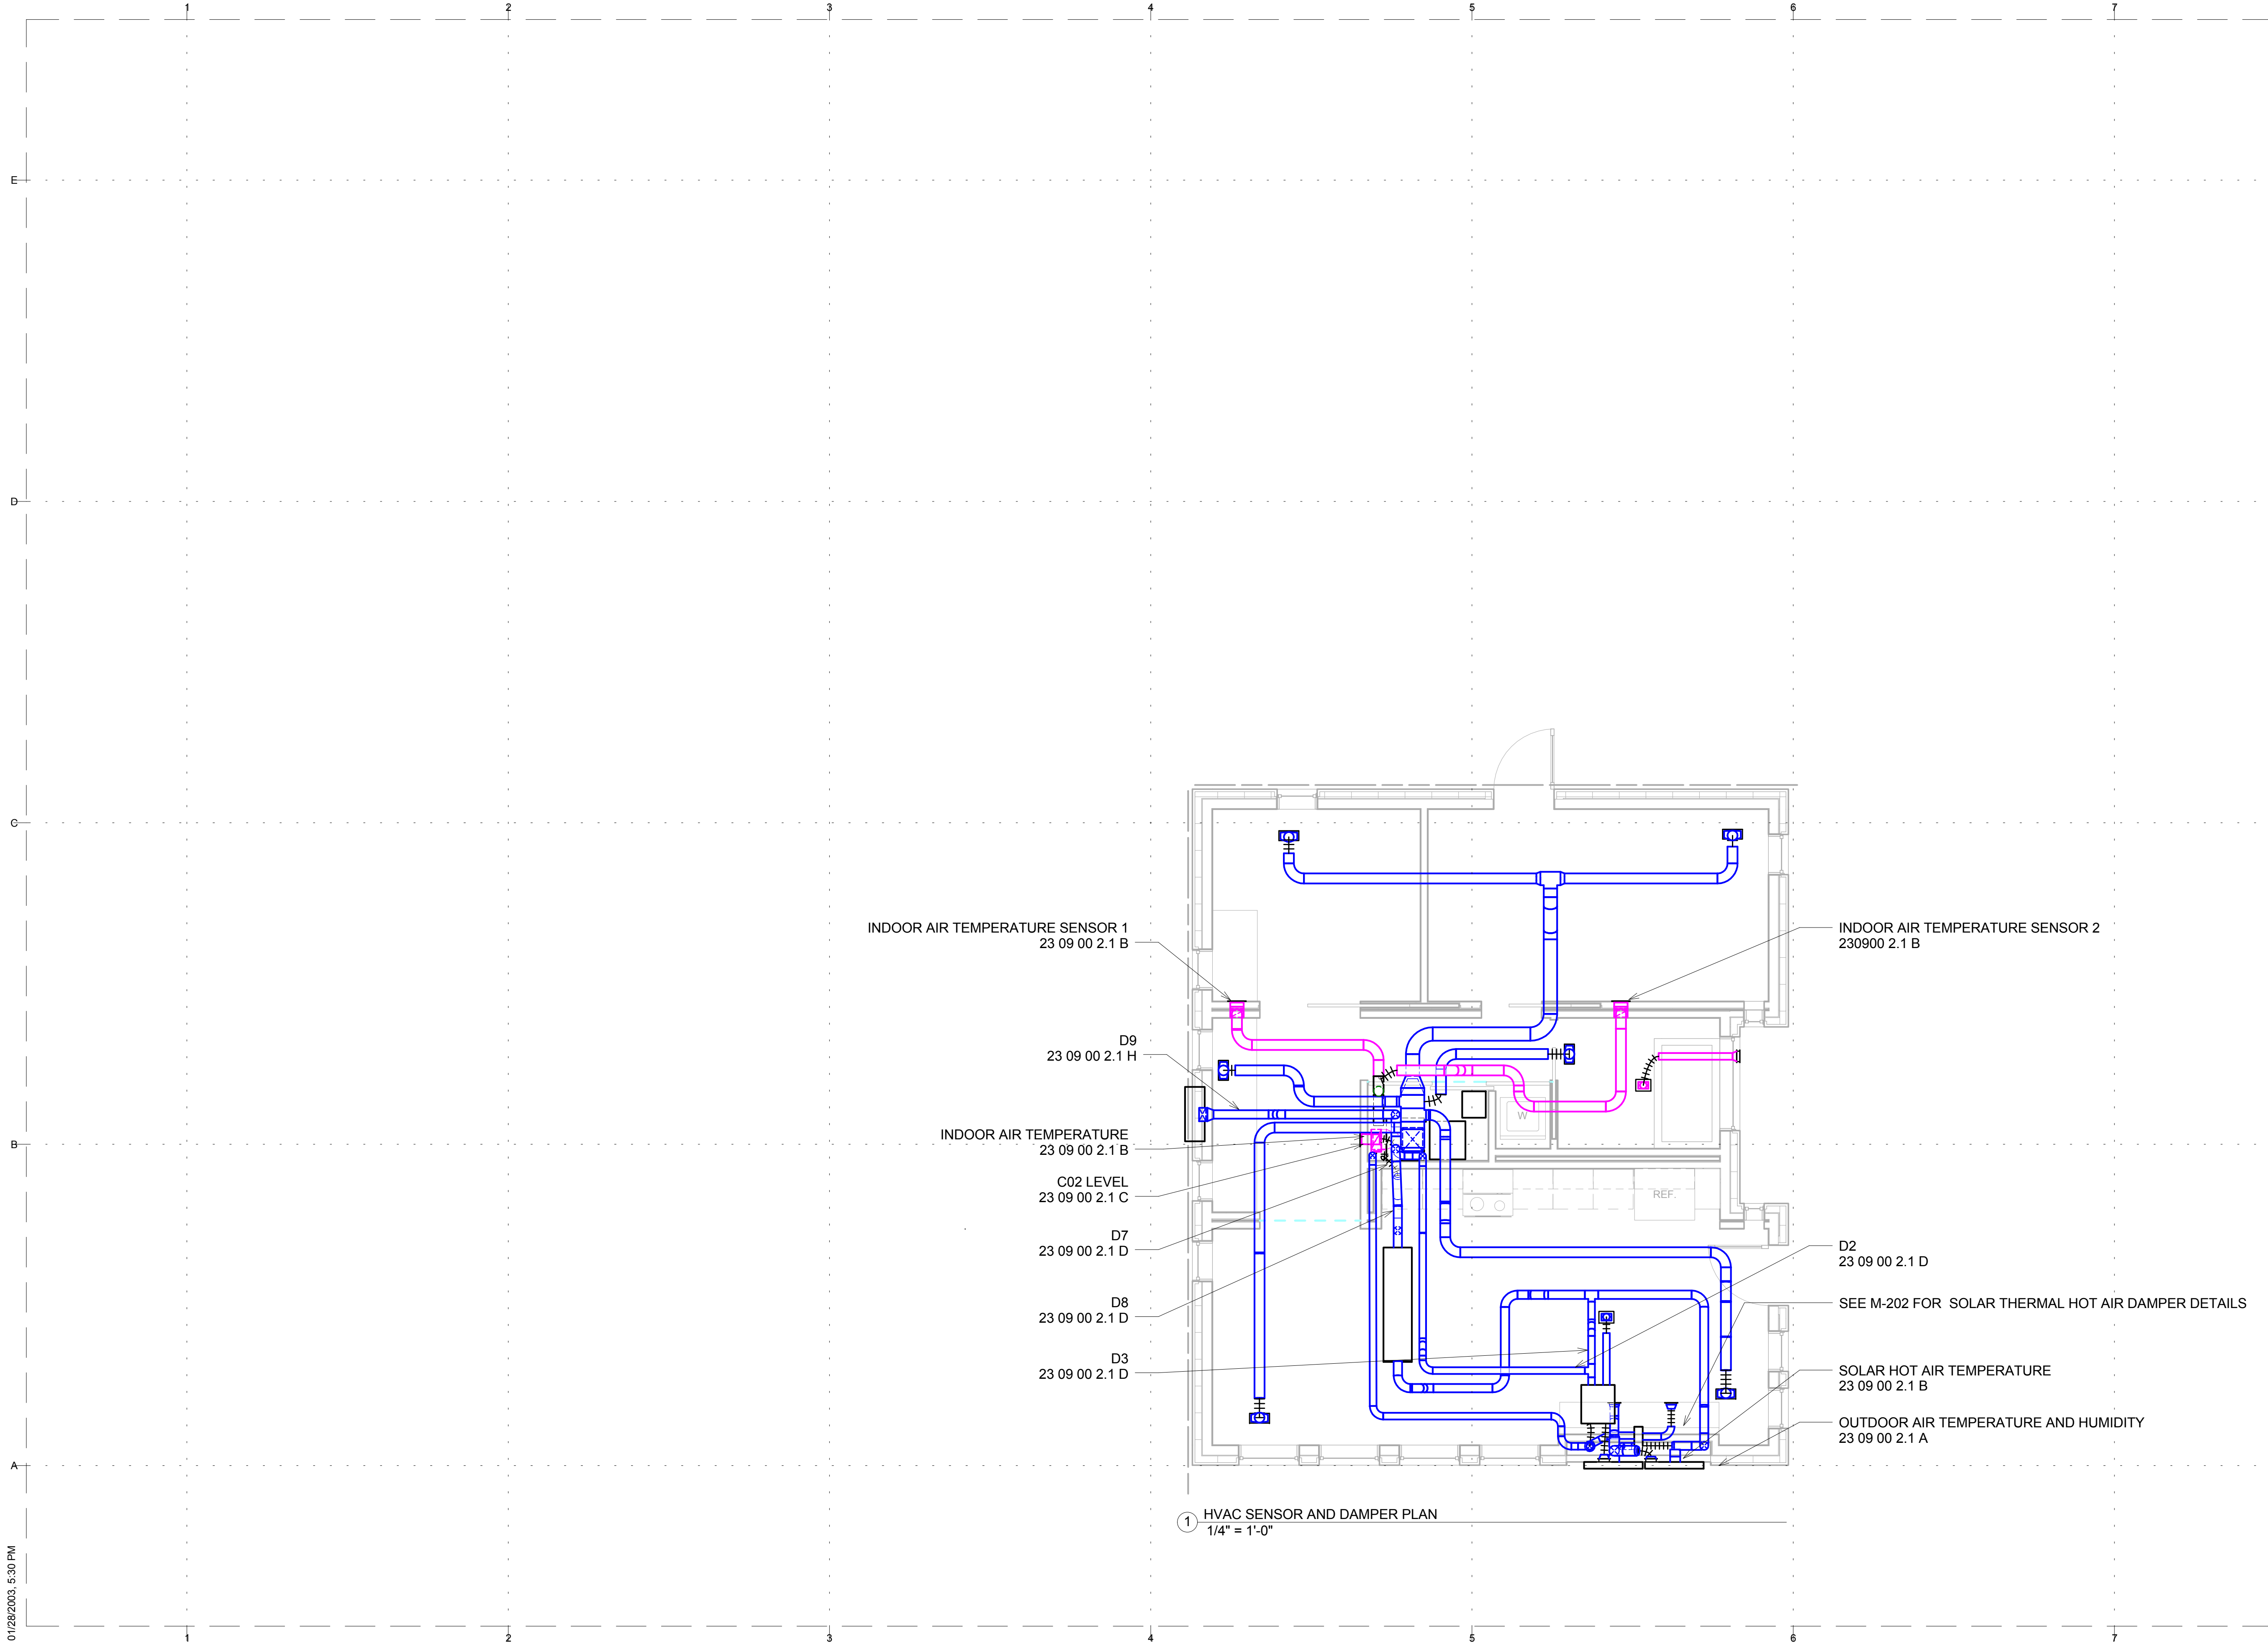 1 2 3 4 5 6 7
E
D
C
B
A
INDOOR AIR TEMPERATURE SENSOR 1
23 09 00 2.1 B
INDOOR AIR TEMPERATURE SENSOR 2
230900 2.1 B
D9
23 09 00 2.1 H
W
INDOOR AIR TEMPERATURE
23 09 00 2.1 B
C02 LEVEL
23 09 00 2.1 C
REF.
D7
23 09 00 2.1 D
D2
23 09 00 2.1 D
D8
23 09 00 2.1 D
SEE M-202 FOR  SOLAR THERMAL HOT AIR DAMPER DETAILS
D3
23 09 00 2.1 D
SOLAR HOT AIR TEMPERATURE
23 09 00 2.1 B
OUTDOOR AIR TEMPERATURE AND HUMIDITY
23 09 00 2.1 A
1 HVAC SENSOR AND DAMPER PLAN
1/4" = 1'-0"
01/28/2003, 5:30 PM
1 2 3 4 5 6 7